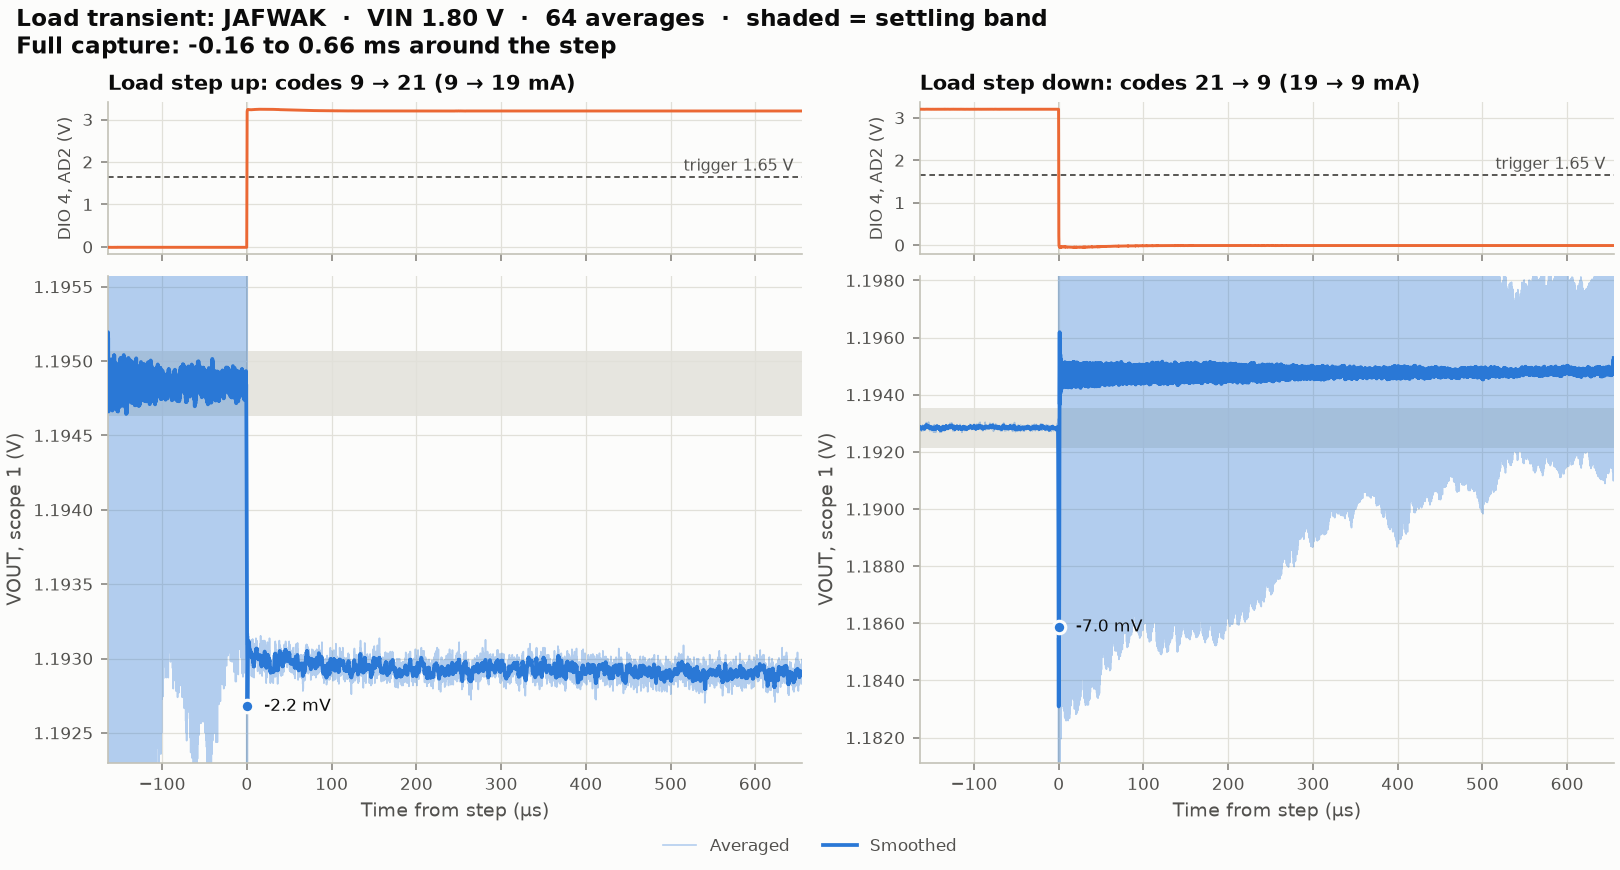 Load transient: JAFWAK · VIN 1.80 V · 64 averages · shaded = settling band
Full capture: -0.16 to 0.66 ms around the step
Load step up: codes 9 → 21 (9 → 19 mA)
DIO 4, AD2 (V)
3
2
1
0
trigger 1.65 V
VOUT, scope 1 (V)
1.1955
1.1950
1.1945
1.1940
1.1935
1.1930
1.1925
-2.2 mV
−100 0 100 200 300 400 500 600
Time from step (µs)
Load step down: codes 21 → 9 (19 → 9 mA)
DIO 4, AD2 (V)
3
2
1
0
trigger 1.65 V
VOUT, scope 1 (V)
1.1980
1.1960
1.1940
1.1920
1.1900
1.1880
1.1860
1.1840
1.1820
-7.0 mV
−100 0 100 200 300 400 500 600
Time from step (µs)
Averaged Smoothed